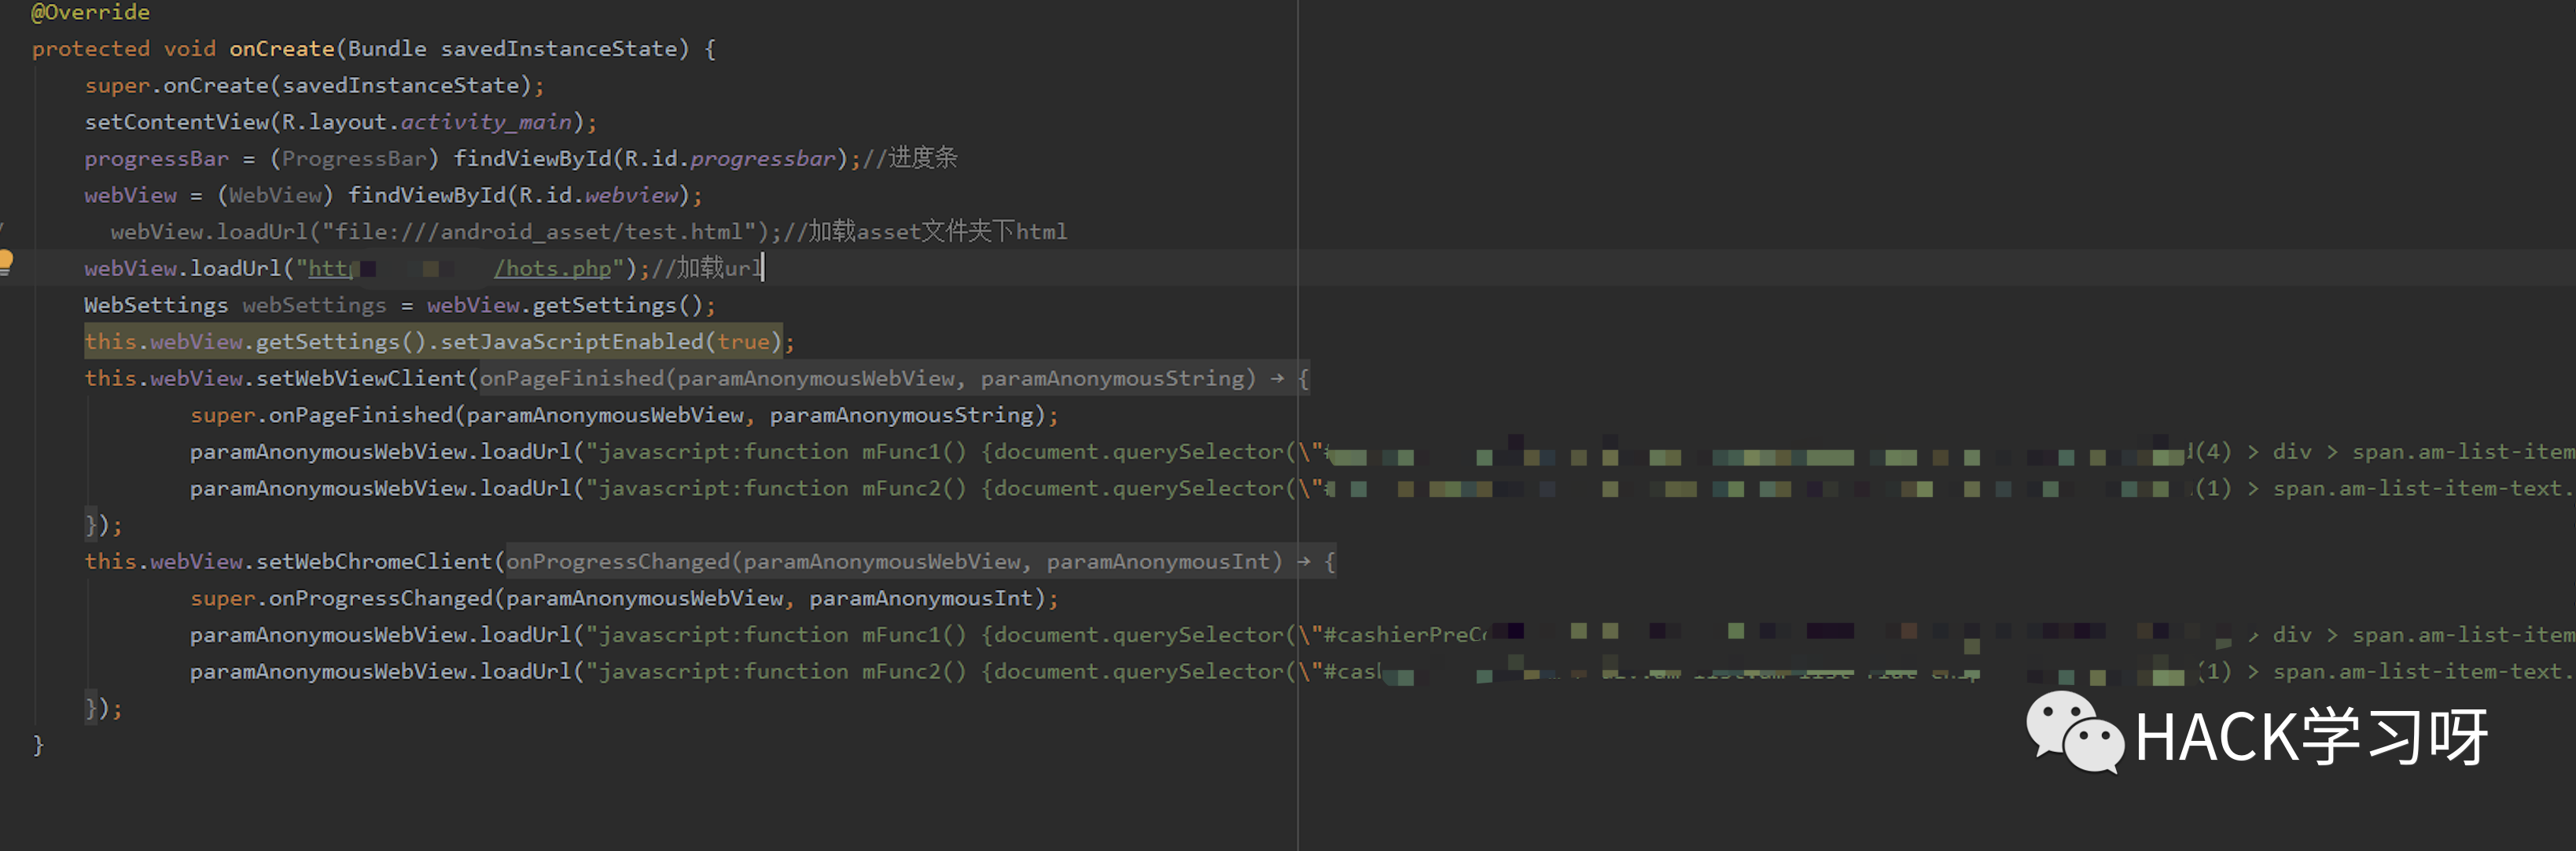 @Override
protected void onCreate(Bundle savedInstanceState) {
super.onCreate(savedInstanceState);
setContentView(R.layout.activity_main);
progressBar = (ProgressBar) findViewById(R.id.progressbar);//进度条
webView = (WebView) findViewById(R.id.webview);
webView.loadUrl("file:///android_asset/test.html");//加载asset文件夹下html
webView.loadUrl("htt /hots.php");//加载url
WebSettings webSettings = webView.getSettings();
this.webView.getSettings().setJavaScriptEnabled(true);
this.webView.setWebViewClient(onPageFinished(paramAnonymousWebView, paramAnonymousString) → {
super.onPageFinished(paramAnonymousWebView, paramAnonymousString);
paramAnonymousWebView.loadUrl("javascript:function mFunc1() {document.querySelector(\"# (4) > div > span.am-list-item
paramAnonymousWebView.loadUrl("javascript:function mFunc2() {document.querySelector(\"# (1) > span.am-list-item-text.
});
this.webView.setWebChromeClient(onProgressChanged(paramAnonymousWebView, paramAnonymousInt) → {
super.onProgressChanged(paramAnonymousWebView, paramAnonymousInt);
paramAnonymousWebView.loadUrl("javascript:function mFunc1() {document.querySelector(\"#cashierPreC > div > span.am-list-item
paramAnonymousWebView.loadUrl("javascript:function mFunc2() {document.querySelector(\"#cas (1) > span.am-list-item-text.
});
}
HACK学习呀